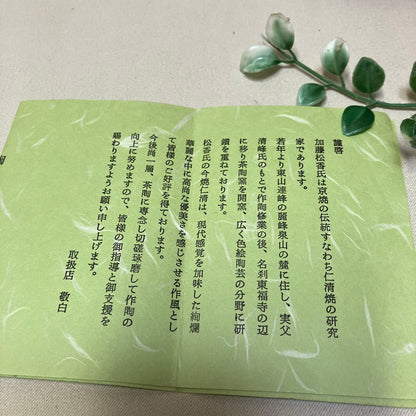 謹啓
加藤松香氏は京焼の伝統すなわち仁清焼の研究
家であります。
若年より東山連峰の麗峰泉山の麓に住し、実父
清峰氏のもとで作陶修業の後、名刹東福寺の辺
に移り茶陶窯を開窯、広く色絵陶芸の分野に研
鑽を重ねております。
松香氏の今焼仁清は、現代感覚を加味した絢爛
華麗な中に高尚な優美さを感じさせる作風とし
て皆様のご好評を得ております。
今後尚一層、茶陶に専念し切磋琢磨して作陶の
向上に努めますので、皆様の御指導と御支援を
賜わりますようお願い申し上げます。
取扱店 敬白